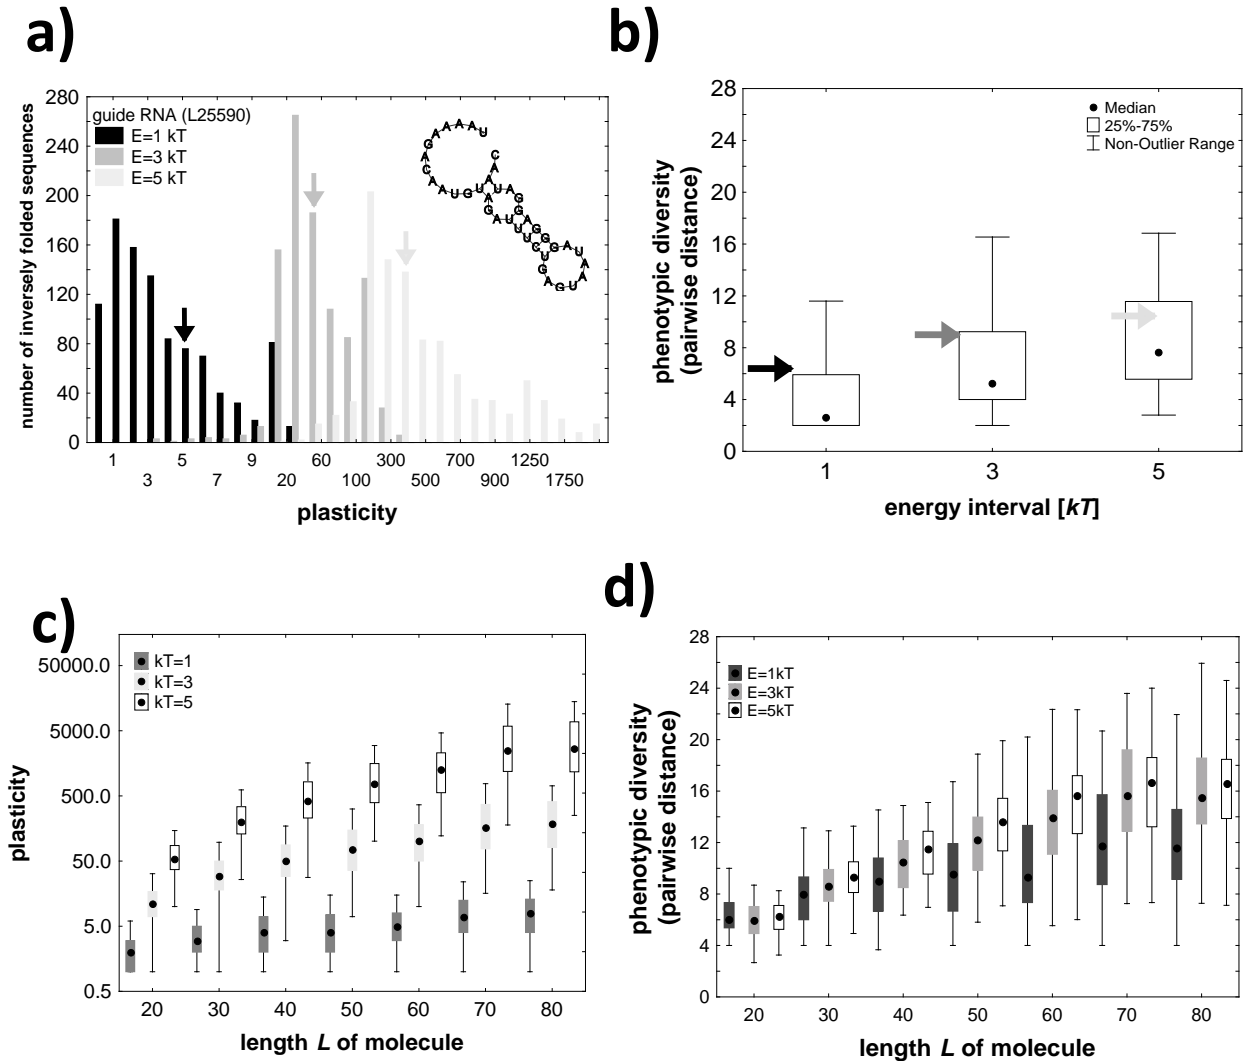 a)
280
240
200
160
120
80
40
0
number of inversely folded sequences
guide RNA (L25590)
E=1 kT
E=3 kT
E=5 kT
1 5 9 60 300 700 1250
3 7 20 100 500 900 1750
plasticity
b)
28
24
20
16
12
8
4
0
phenotypic diversity
(pairwise distance)
Median
25%-75%
Non-Outlier Range
1 3 5
energy interval [kT]
c)
50000.0
5000.0
500.0
50.0
5.0
0.5
plasticity
kT=1
kT=3
kT=5
20 30 40 50 60 70 80
length L of molecule
d)
28
24
20
16
12
8
4
0
phenotypic diversity
(pairwise distance)
E=1kT
E=3kT
E=5kT
20 30 40 50 60 70 80
length L of molecule